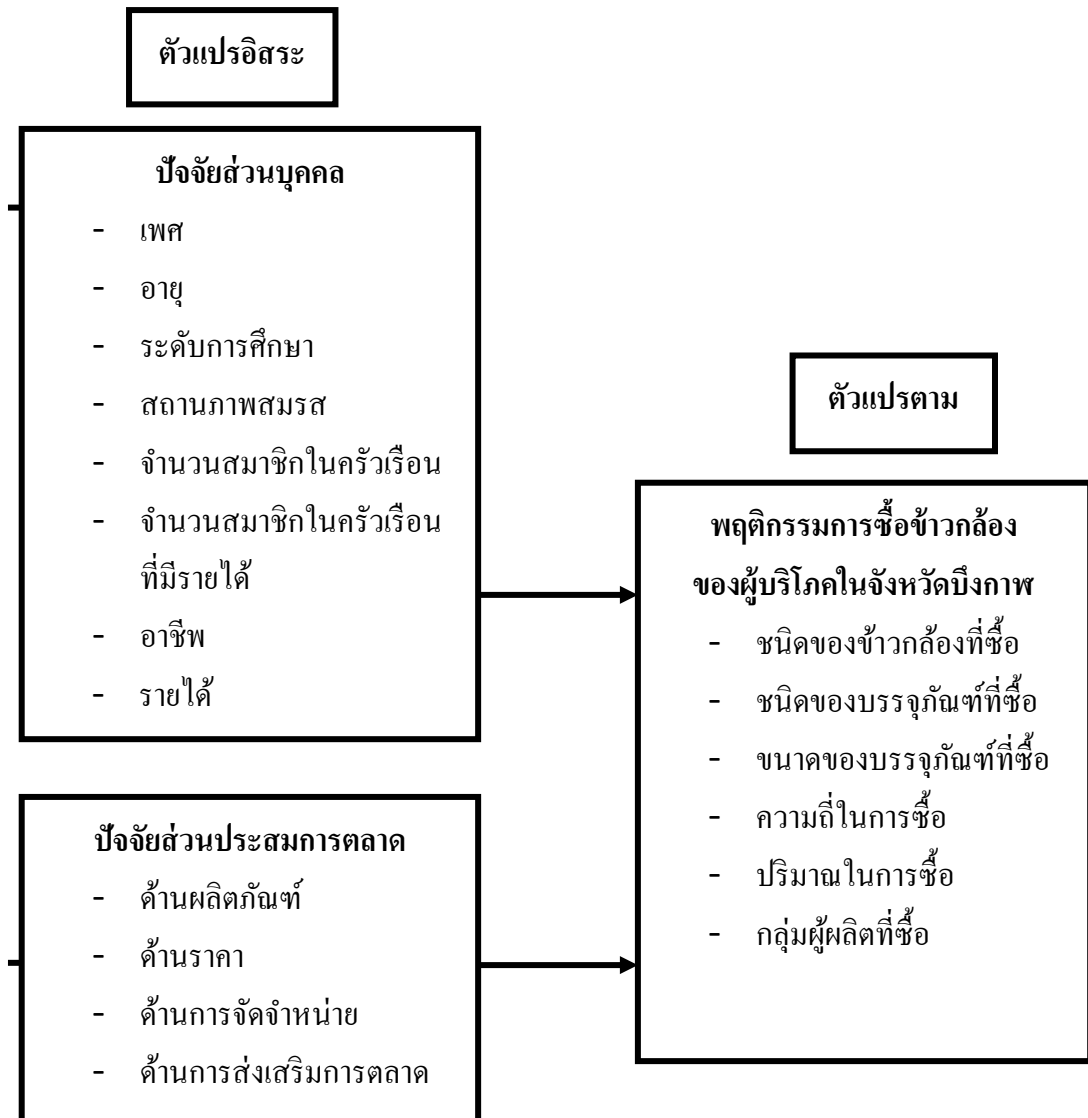 ตัวแปรอิสระ
ปัจจัยส่วนบุคคล
- เพศ
- อายุ
- ระดับการศึกษา
- สถานภาพสมรส
- จำนวนสมาชิกในครัวเรือน
- จำนวนสมาชิกในครัวเรือน
ที่มีรายได้
- อาชีพ
- รายได้
ปัจจัยส่วนประสมการตลาด
- ด้านผลิตภัณฑ์
- ด้านราคา
- ด้านการจัดจำหน่าย
- ด้านการส่งเสริมการตลาด
ตัวแปรตาม
พฤติกรรมการซื้อข้าวกล้อง
ของผู้บริโภคในจังหวัดบึงกาฬ
- ชนิดของข้าวกล้องที่ซื้อ
- ชนิดของบรรจุภัณฑ์ที่ซื้อ
- ขนาดของบรรจุภัณฑ์ที่ซื้อ
- ความถี่ในการซื้อ
- ปริมาณในการซื้อ
- กลุ่มผู้ผลิตที่ซื้อ